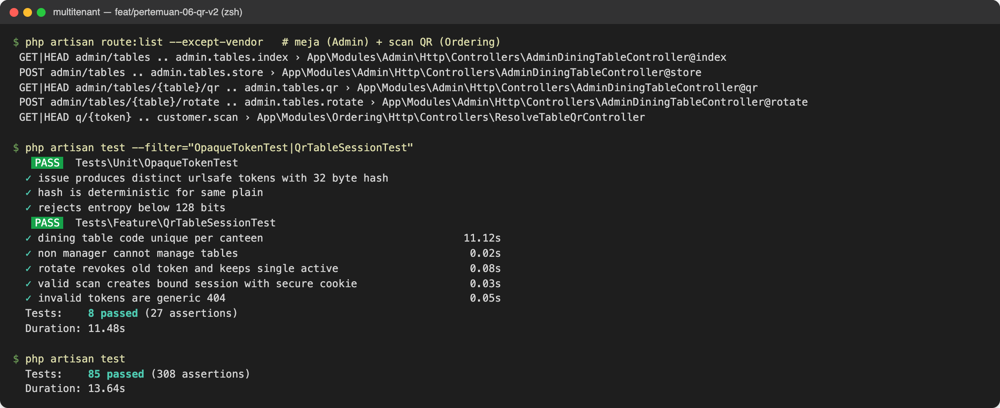 multitenant — feat/pertemuan-06-qr-v2 (zsh)
$ php artisan route:list --except-vendor   # meja (Admin) + scan QR (Ordering)
GET|HEAD admin/tables .. admin.tables.index › App\Modules\Admin\Http\Controllers\AdminDiningTableController@index
POST admin/tables .. admin.tables.store › App\Modules\Admin\Http\Controllers\AdminDiningTableController@store
GET|HEAD admin/tables/{table}/qr .. admin.tables.qr › App\Modules\Admin\Http\Controllers\AdminDiningTableController@qr
POST admin/tables/{table}/rotate .. admin.tables.rotate › App\Modules\Admin\Http\Controllers\AdminDiningTableController@rotate
GET|HEAD q/{token} .. customer.scan › App\Modules\Ordering\Http\Controllers\ResolveTableQrController
$ php artisan test --filter="OpaqueTokenTest|QrTableSessionTest"
PASS  Tests\Unit\OpaqueTokenTest
✓ issue produces distinct urlsafe tokens with 32 byte hash
✓ hash is deterministic for same plain
✓ rejects entropy below 128 bits
PASS  Tests\Feature\QrTableSessionTest
✓ dining table code unique per canteen 11.12s
✓ non manager cannot manage tables 0.02s
✓ rotate revokes old token and keeps single active 0.08s
✓ valid scan creates bound session with secure cookie 0.03s
✓ invalid tokens are generic 404 0.05s
Tests:    8 passed (27 assertions)
Duration: 11.48s
$ php artisan test
Tests:    85 passed (308 assertions)
Duration: 13.64s